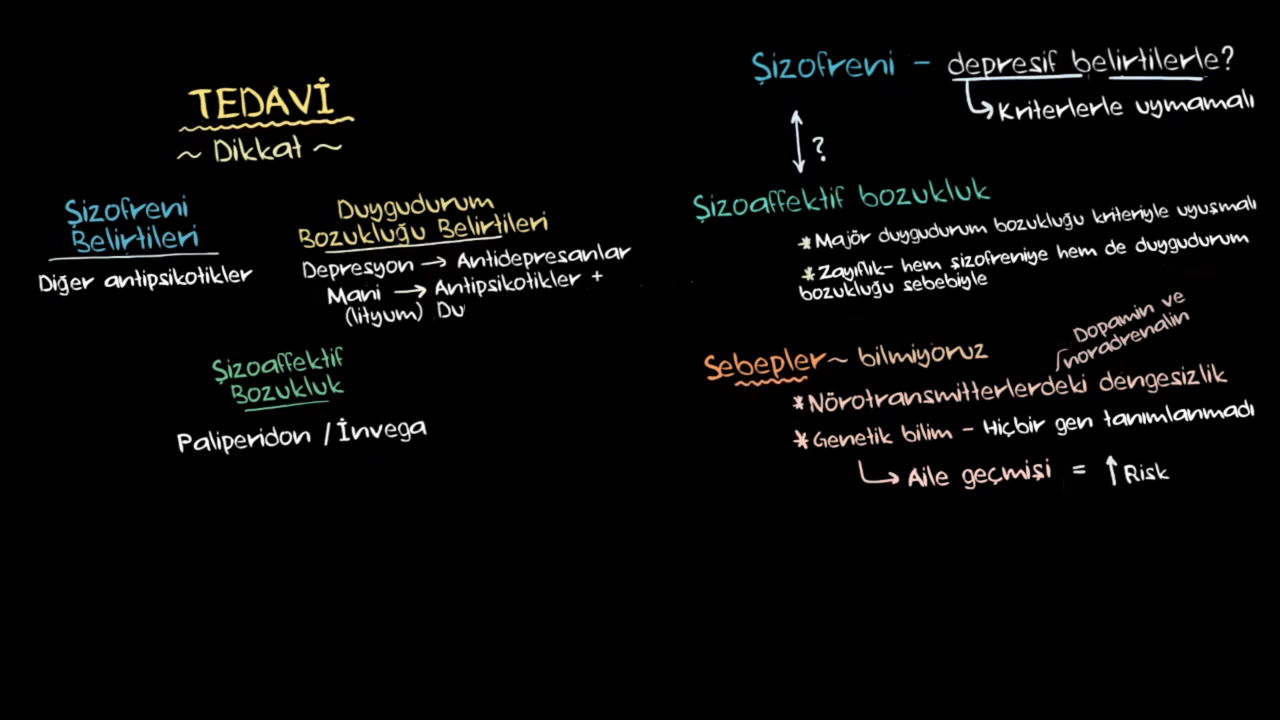 TEDAVİ
~ Dikkat ~
Şizofreni
Belirtileri
Diğer antipsikotikler
Duygudurum
Bozukluğu Belirtileri
Depresyon → Antidepresanlar
Mani → Antipsikotikler +
(lityum) Du
Şizoaffektif
Bozukluk
Paliperidon / İnvega
Şizofreni - depresif belirtilerle?
Kriterlerle uymamalı
?
Şizoaffektif bozukluk
*Majör duygudurum bozukluğu kriteriyle uyuşmalı
*Zayıflık- hem şizofreniye hem de duygudurum
bozukluğu sebebiyle
Sebepler ~ bilmiyoruz
Dopamin ve
noradrenalin
*Nörotransmitterlerdeki dengesizlik
*Genetik bilim - Hiçbir gen tanımlanmadı
Aile geçmişi = ↑ Risk